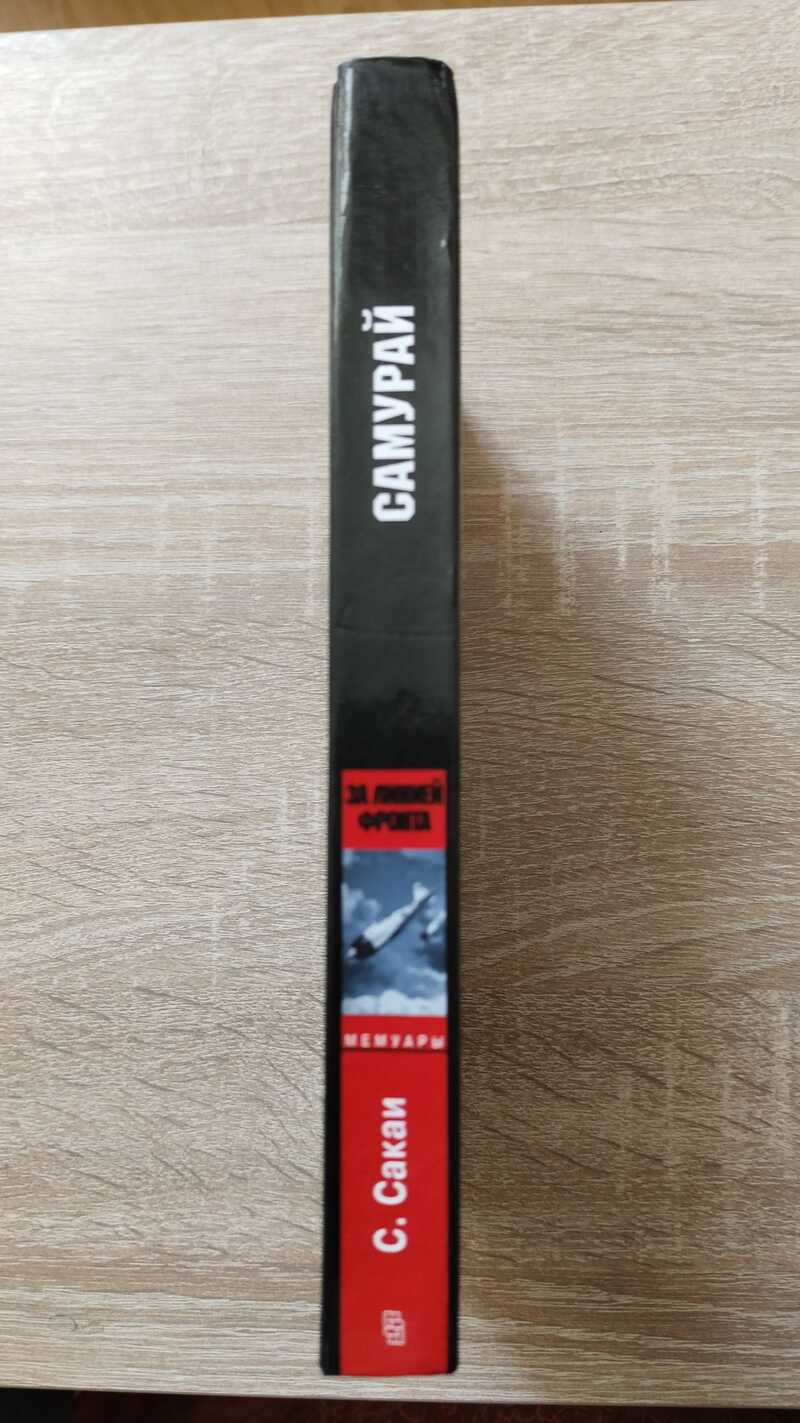 САМУРАЙ
ЗА ЛИНИЕЙ
ФРОНТА
МЕМУАРЫ
С. Сакаи